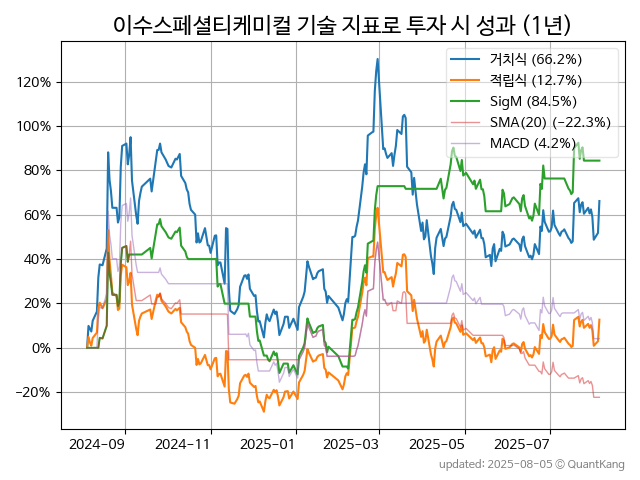 이수스페셜티케미컬 기술 지표로 투자 시 성과 (1년)
거치식 (66.2%)
적립식 (12.7%)
SigM (84.5%)
SMA(20) (−22.3%)
MACD (4.2%)
120%
100%
80%
60%
40%
20%
0%
−20%
2024-09
2024-11
2025-01
2025-03
2025-05
2025-07
updated: 2025-08-05 © QuantKang